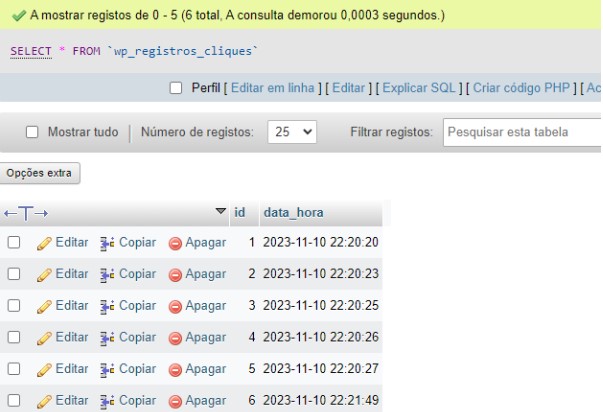 A mostrar registos de 0 - 5 (6 total, A consulta demorou 0,0003 segundos.)
SELECT * FROM `wp_registros_cliques`
Perfil [ Editar em linha ] [ Editar ] [ Explicar SQL ] [ Criar código PHP ] [ Ac
Mostrar tudo | Número de registos: 25 Filtrar registos: Pesquisar esta tabela
Opções extra
←T→ id data_hora
Editar Copiar Apagar 1 2023-11-10 22:20:20
Editar Copiar Apagar 2 2023-11-10 22:20:23
Editar Copiar Apagar 3 2023-11-10 22:20:25
Editar Copiar Apagar 4 2023-11-10 22:20:26
Editar Copiar Apagar 5 2023-11-10 22:20:27
Editar Copiar Apagar 6 2023-11-10 22:21:49